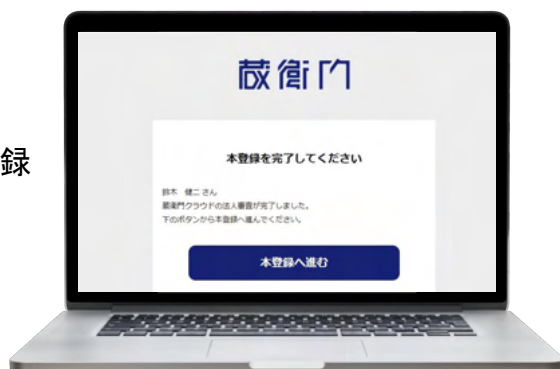 録
蔵衛門
本登録を完了してください
鈴木 健二 さん
蔵衛門クラウドの法人審査が完了しました。
下のボタンから本登録へ進んでください。
本登録へ進む